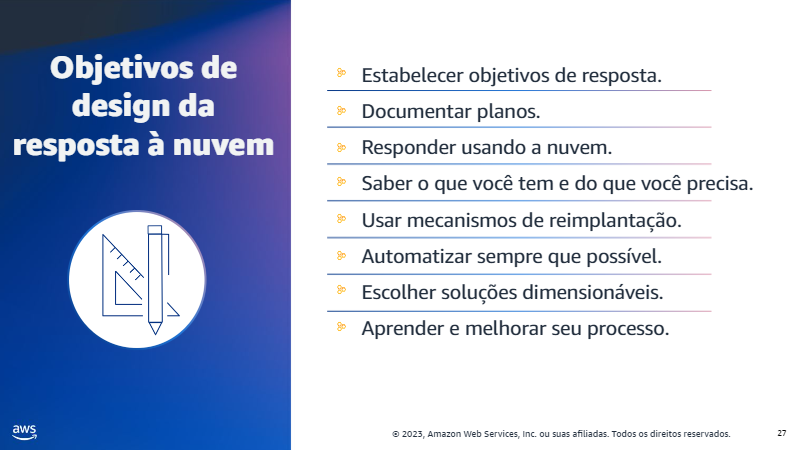 Objetivos de
design da
resposta à nuvem
Estabelecer objetivos de resposta.
Documentar planos.
Responder usando a nuvem.
Saber o que você tem e do que você precisa.
Usar mecanismos de reimplantação.
Automatizar sempre que possível.
Escolher soluções dimensionáveis.
Aprender e melhorar seu processo.
aws
© 2023, Amazon Web Services, Inc. ou suas afiliadas. Todos os direitos reservados.
27